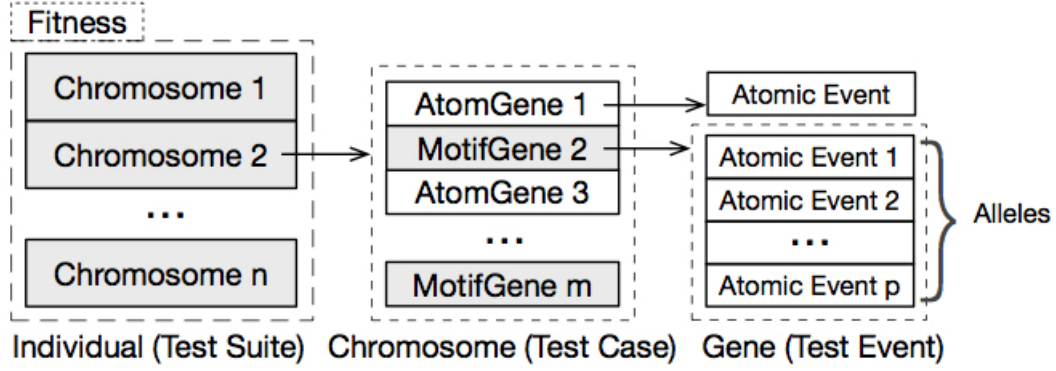 Fitness
Chromosome 1
Chromosome 2
...
Chromosome n
Individual (Test Suite)
AtomGene 1
MotifGene 2
AtomGene 3
...
MotifGene m
Chromosome (Test Case)
Atomic Event
Atomic Event 1
Atomic Event 2
...
Atomic Event p
Alleles
Gene (Test Event)